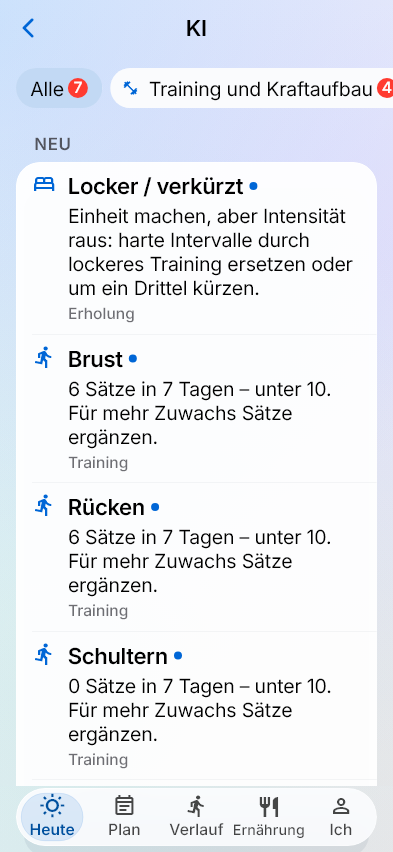 KI
Alle 7
Training und Kraftaufbau 4
NEU
Locker / verkürzt
Einheit machen, aber Intensität
raus: harte Intervalle durch
lockeres Training ersetzen oder
um ein Drittel kürzen.
Erholung
Brust
6 Sätze in 7 Tagen – unter 10.
Für mehr Zuwachs Sätze
ergänzen.
Training
Rücken
6 Sätze in 7 Tagen – unter 10.
Für mehr Zuwachs Sätze
ergänzen.
Training
Schultern
0 Sätze in 7 Tagen – unter 10.
Für mehr Zuwachs Sätze
ergänzen.
Training
Heute Plan Verlauf Ernährung Ich